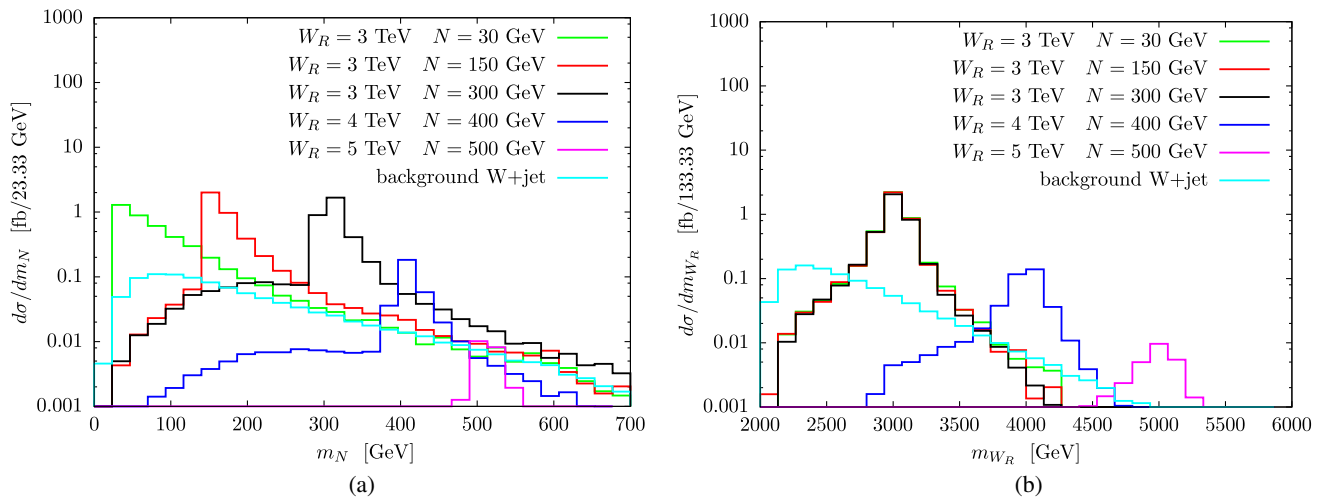 1000
100
10
1
0.1
0.01
0.001
dσ/dm_N [fb/23.33 GeV]
W_R = 3 TeV N = 30 GeV
W_R = 3 TeV N = 150 GeV
W_R = 3 TeV N = 300 GeV
W_R = 4 TeV N = 400 GeV
W_R = 5 TeV N = 500 GeV
background W+jet
0 100 200 300 400 500 600 700
m_N [GeV]
(a)
1000
100
10
1
0.1
0.01
0.001
dσ/dm_{W_R} [fb/133.33 GeV]
W_R = 3 TeV N = 30 GeV
W_R = 3 TeV N = 150 GeV
W_R = 3 TeV N = 300 GeV
W_R = 4 TeV N = 400 GeV
W_R = 5 TeV N = 500 GeV
background W+jet
2000 2500 3000 3500 4000 4500 5000 5500 6000
m_{W_R} [GeV]
(b)